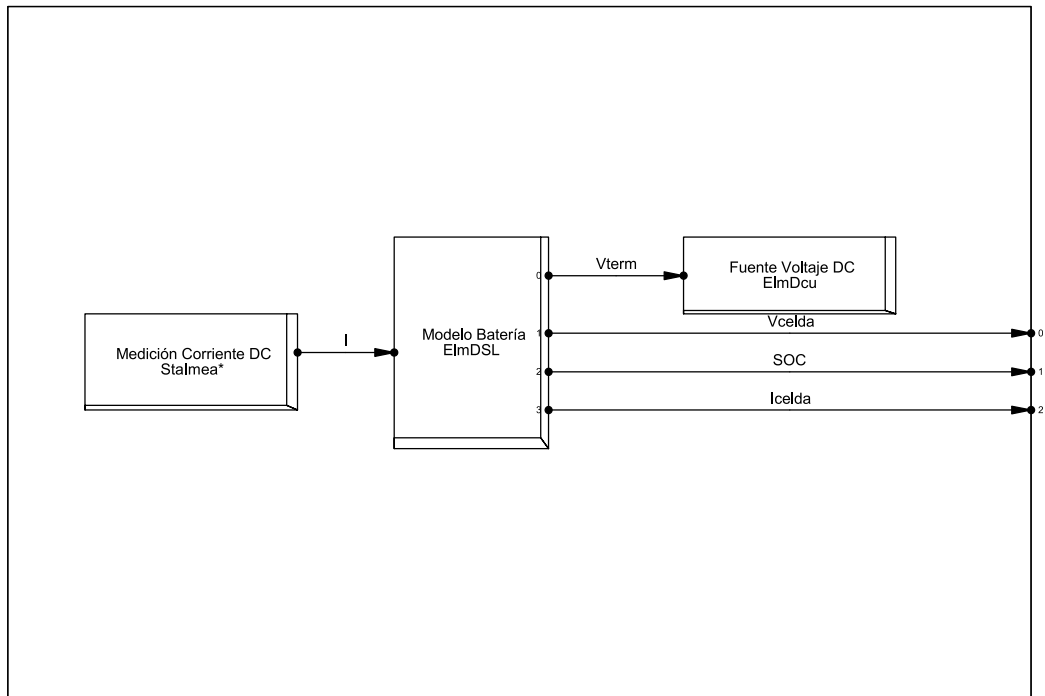 Vterm
Fuente Voltaje DC
ElmDcu
0
Vcelda
1
0
Modelo Batería
ElmDSL
I
Medición Corriente DC
Stalmea*
SOC
2
1
Icelda
3
2